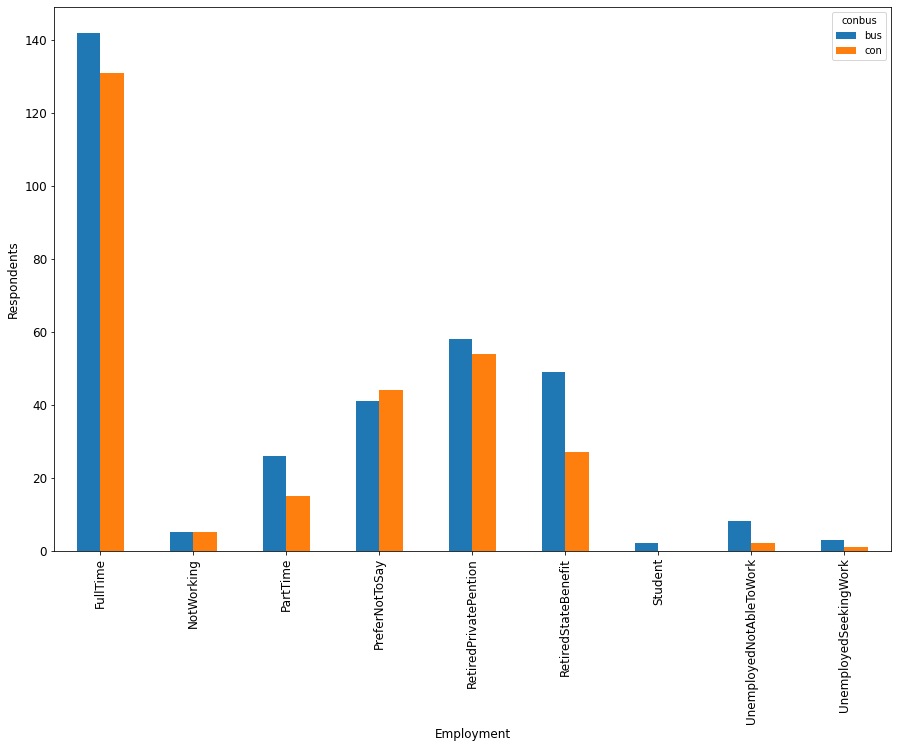 conbus
bus
con
Respondents
140
120
100
80
60
40
20
0
FullTime
NotWorking
PartTime
PreferNotToSay
RetiredPrivatePention
RetiredStateBenefit
Student
UnemployedNotAbleToWork
UnemployedSeekingWork
Employment